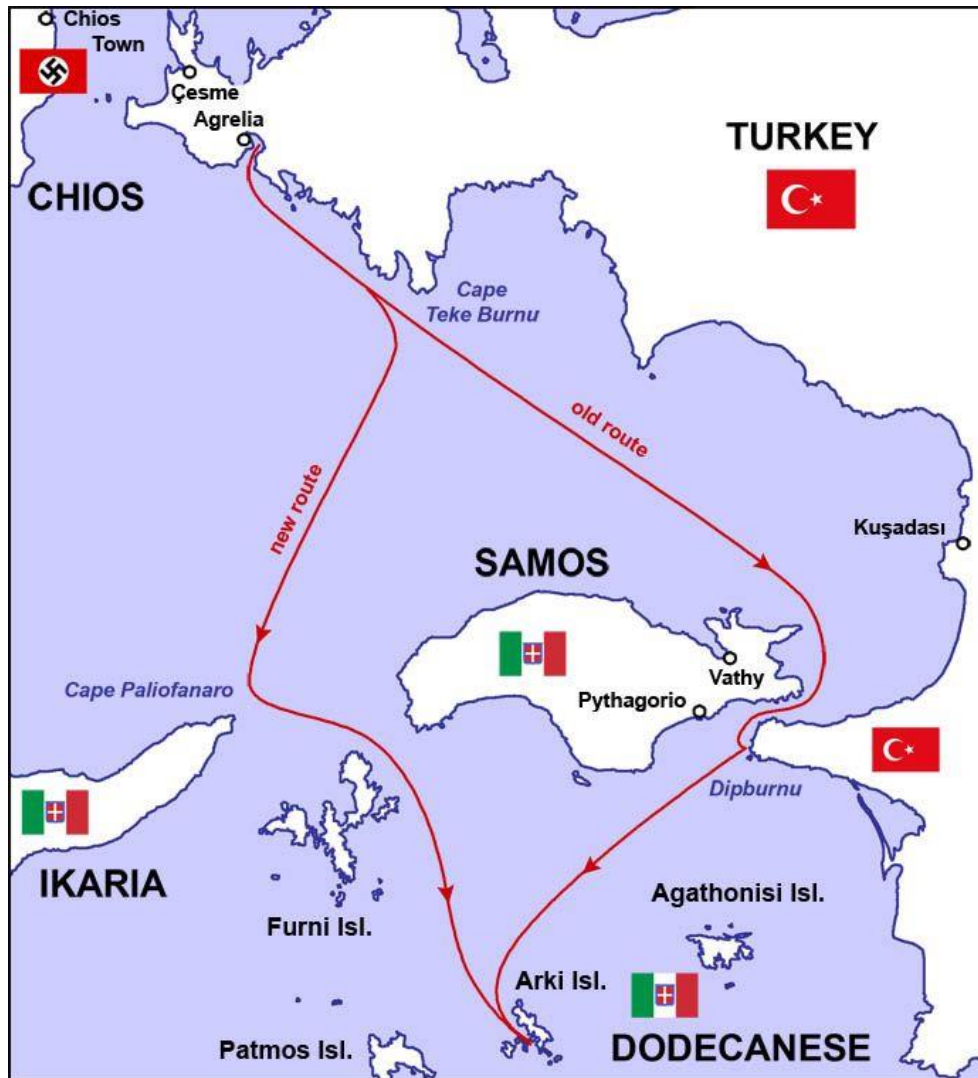 Chios
Town
Çesme
Agrelia
TURKEY
CHIOS
Cape
Teke Burnu
old route
new route
Kuşadası
SAMOS
Vathy
Cape Paliofanaro
Pythagorio
Dipburnu
IKARIA
Agathonisi Isl.
Furni Isl.
Arki Isl.
Patmos Isl.
DODECANESE